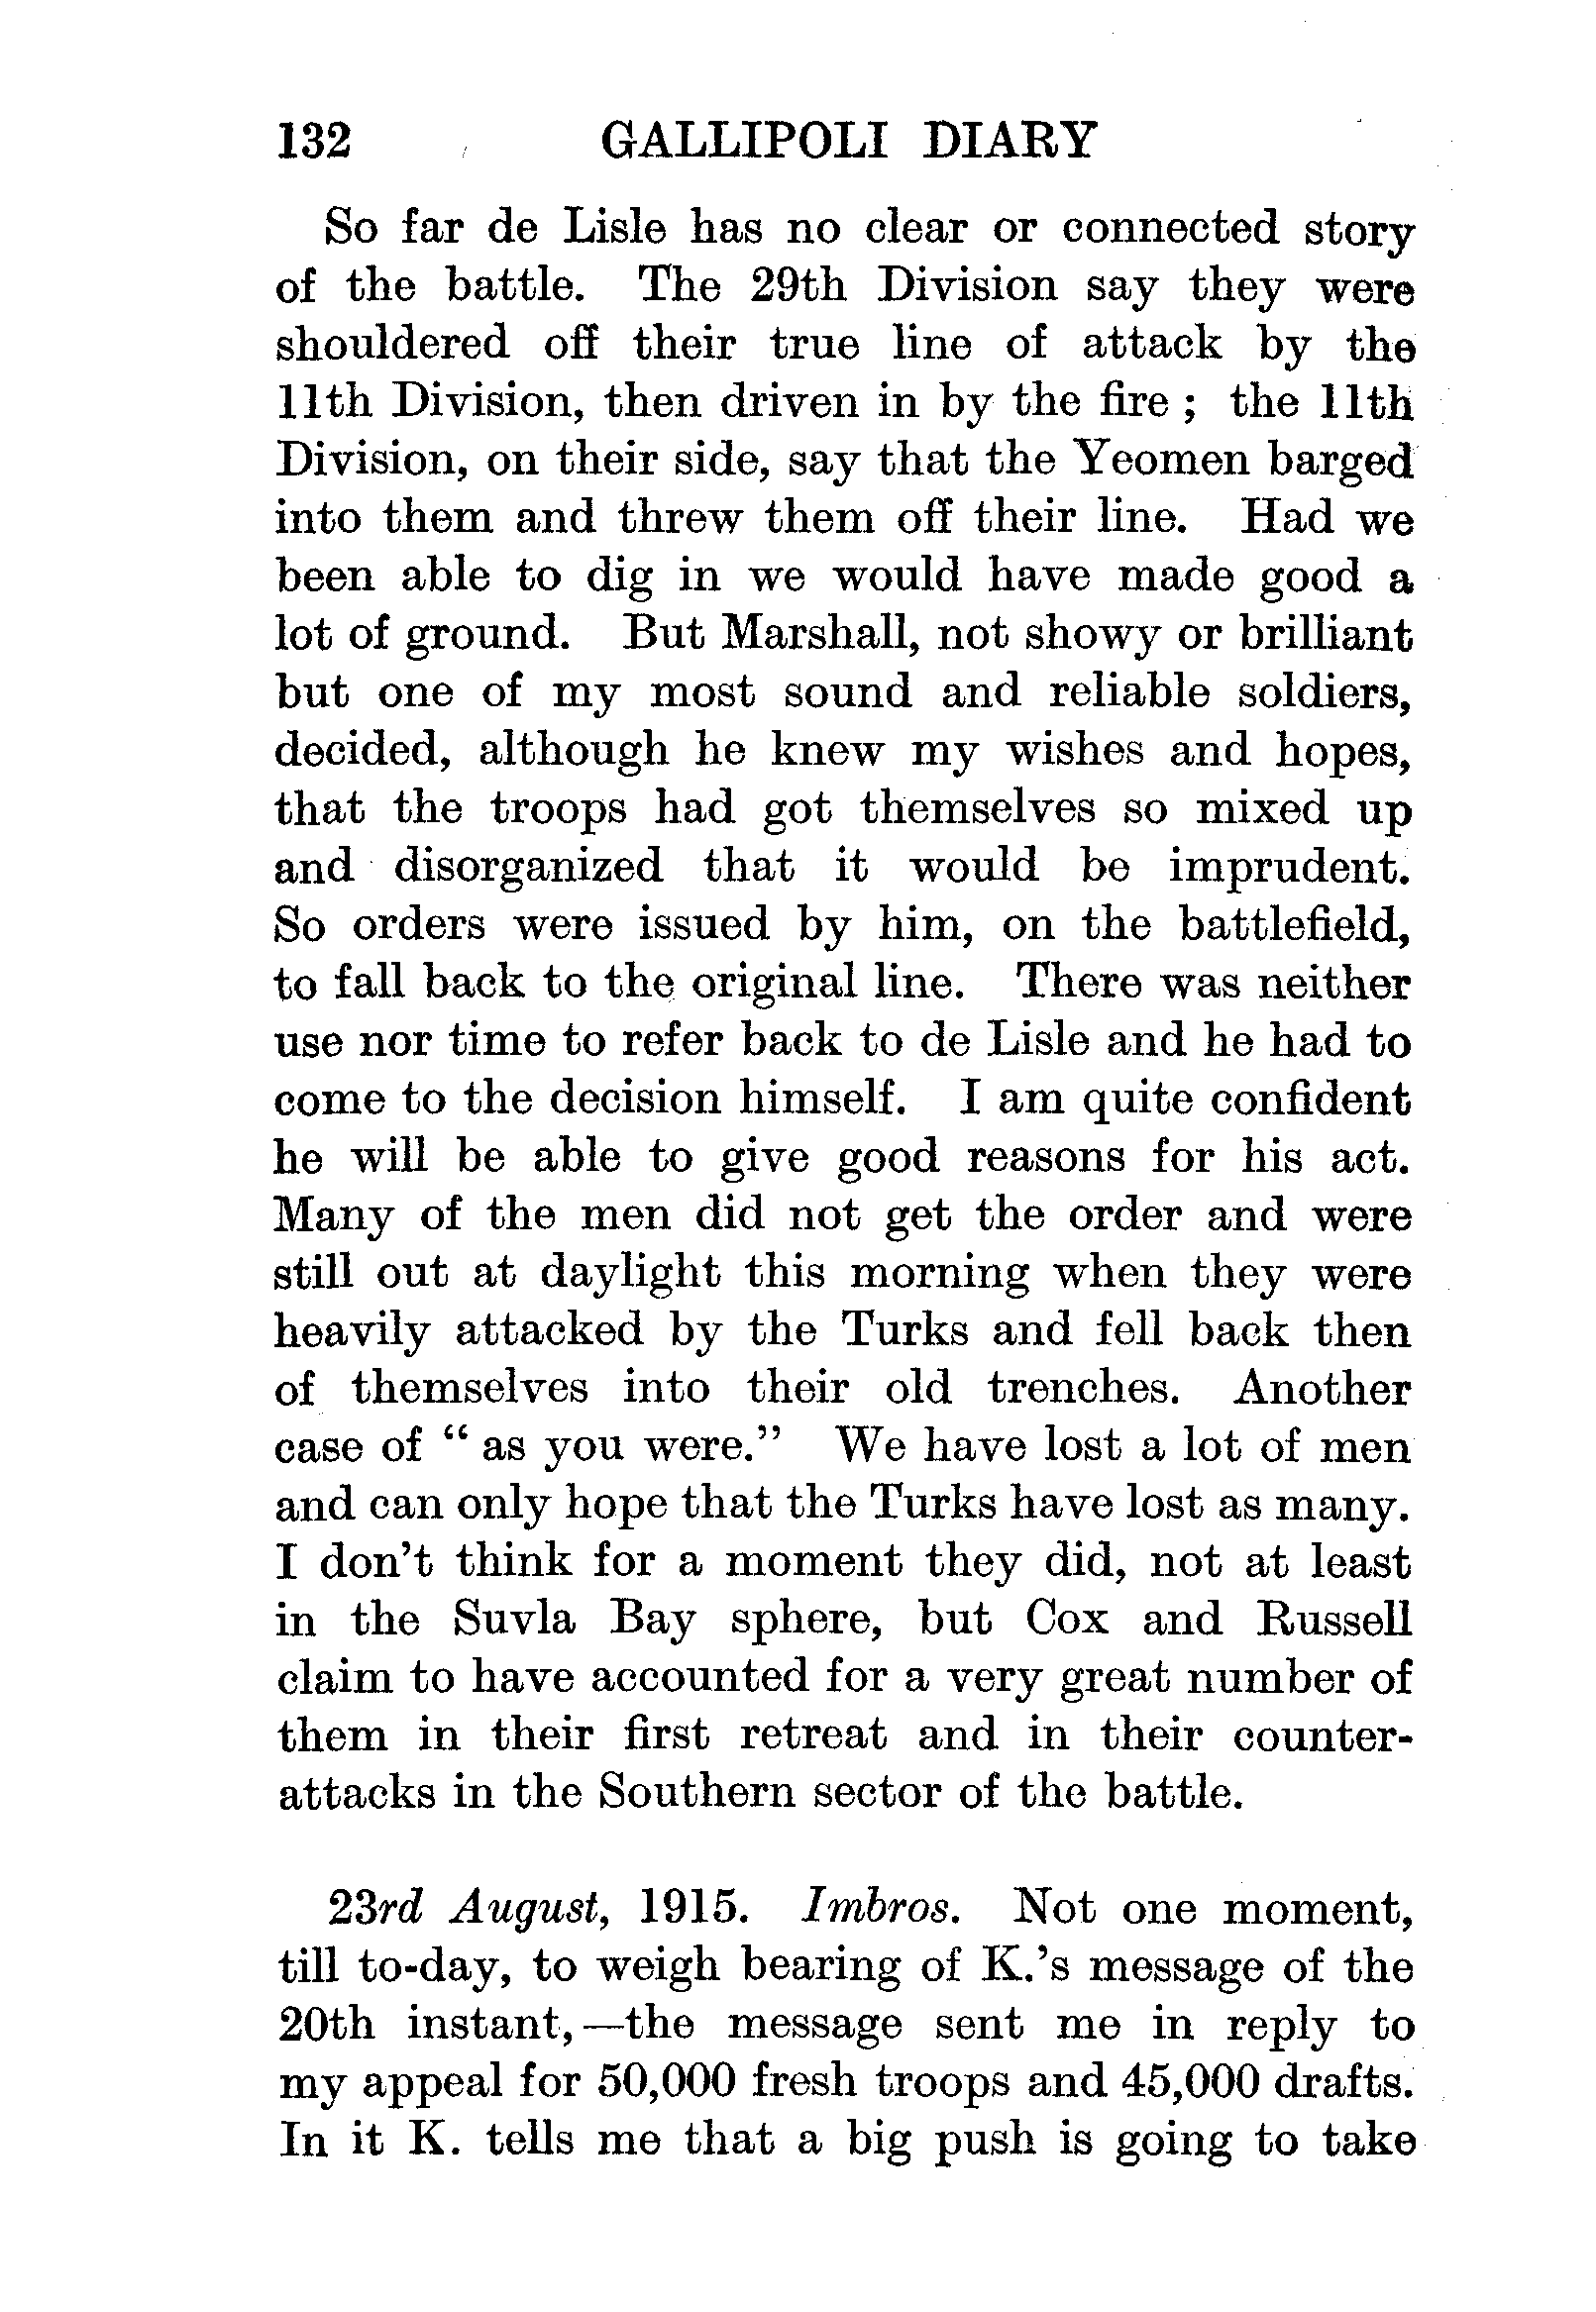 132 GALLIPOLI DIARY
So far de Lisle has no clear or connected story
of the battle. The 29th Division say they were
shouldered off their true line of attack by the
11th Division, then driven in by the fire ; the 11th
Division, on their side, say that the Yeomen barged
into them and threw them off their line. Had we
been able to dig in we would have made good a
lot of ground. But Marshall, not showy or brilliant
but one of my most sound and reliable soldiers,
decided, although he knew my wishes and hopes,
that the troops had got themselves so mixed up
and disorganized that it would be imprudent.
So orders were issued by him, on the battlefield,
to fall back to the original line. There was neither
use nor time to refer back to de Lisle and he had to
come to the decision himself. I am quite confident
he will be able to give good reasons for his act.
Many of the men did not get the order and were
still out at daylight this morning when they were
heavily attacked by the Turks and fell back then
of themselves into their old trenches. Another
case of “ as you were.” We have lost a lot of men
and can only hope that the Turks have lost as many.
I don’t think for a moment they did, not at least
in the Suvla Bay sphere, but Cox and Russell
claim to have accounted for a very great number of
them in their first retreat and in their counter-
attacks in the Southern sector of the battle.
23rd August, 1915. Imbros. Not one moment,
till to-day, to weigh bearing of K.’s message of the
20th instant,—the message sent me in reply to
my appeal for 50,000 fresh troops and 45,000 drafts.
In it K. tells me that a big push is going to take